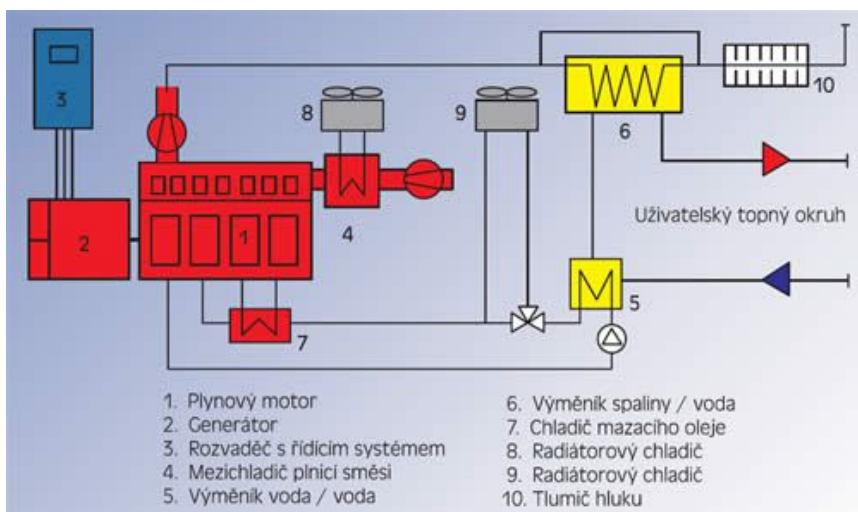 3
8
9
10
6
2
1
4
Uživatelský topný okruh
5
7
1. Plynový motor
2. Generátor
3. Rozvaděč s řídicím systémem
4. Mezichladič plnicí směsi
5. Výměník voda / voda
6. Výměník spaliny / voda
7. Chladič mazacího oleje
8. Radiátorový chladič
9. Radiátorový chladič
10. Tlumič hluku